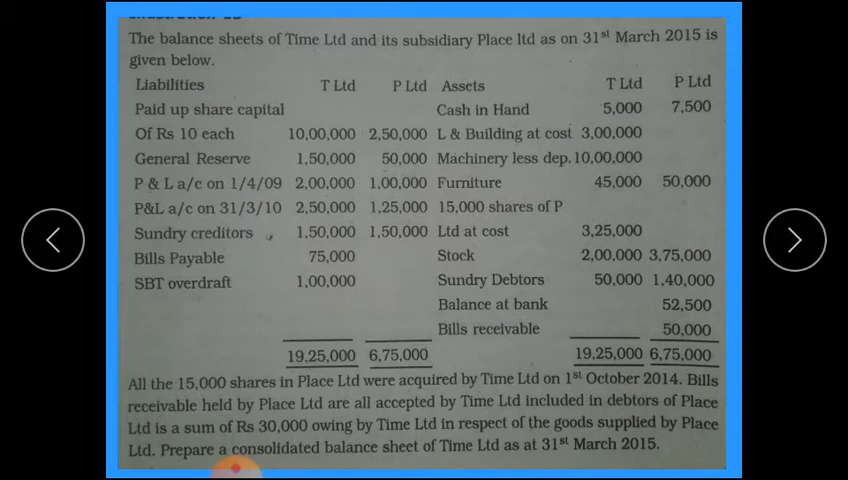 The balance sheets of Time Ltd and its subsidiary Place ltd as on 31st March 2015 is
given below.
Liabilities T Ltd P Ltd Assets T Ltd P Ltd
Paid up share capital Cash in Hand 5,000 7,500
Of Rs 10 each 10,00,000 2,50,000 L & Building at cost 3,00,000
General Reserve 1,50,000 50,000 Machinery less dep. 10,00,000
P & L a/c on 1/4/09 2,00,000 1,00,000 Furniture 45,000 50,000
P&L a/c on 31/3/10 2,50,000 1,25,000 15,000 shares of P
Sundry creditors 1,50,000 1,50,000 Ltd at cost 3,25,000
Bills Payable 75,000 Stock 2,00,000 3,75,000
SBT overdraft 1,00,000 Sundry Debtors 50,000 1,40,000
Balance at bank 52,500
Bills receivable 50,000
19,25,000 6,75,000 19,25,000 6,75,000
All the 15,000 shares in Place Ltd were acquired by Time Ltd on 1st October 2014. Bills
receivable held by Place Ltd are all accepted by Time Ltd included in debtors of Place
Ltd is a sum of Rs 30,000 owing by Time Ltd in respect of the goods supplied by Place
Ltd. Prepare a consolidated balance sheet of Time Ltd as at 31st March 2015.